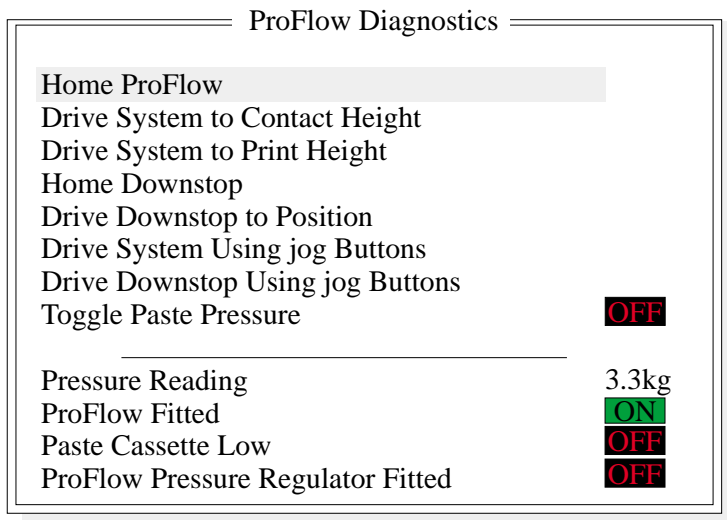 ProFlow Diagnostics
Home ProFlow
Drive System to Contact Height
Drive System to Print Height
Home Downstop
Drive Downstop to Position
Drive System Using jog Buttons
Drive Downstop Using jog Buttons
Toggle Paste Pressure OFF
Pressure Reading 3.3kg
ProFlow Fitted ON
Paste Cassette Low OFF
ProFlow Pressure Regulator Fitted OFF